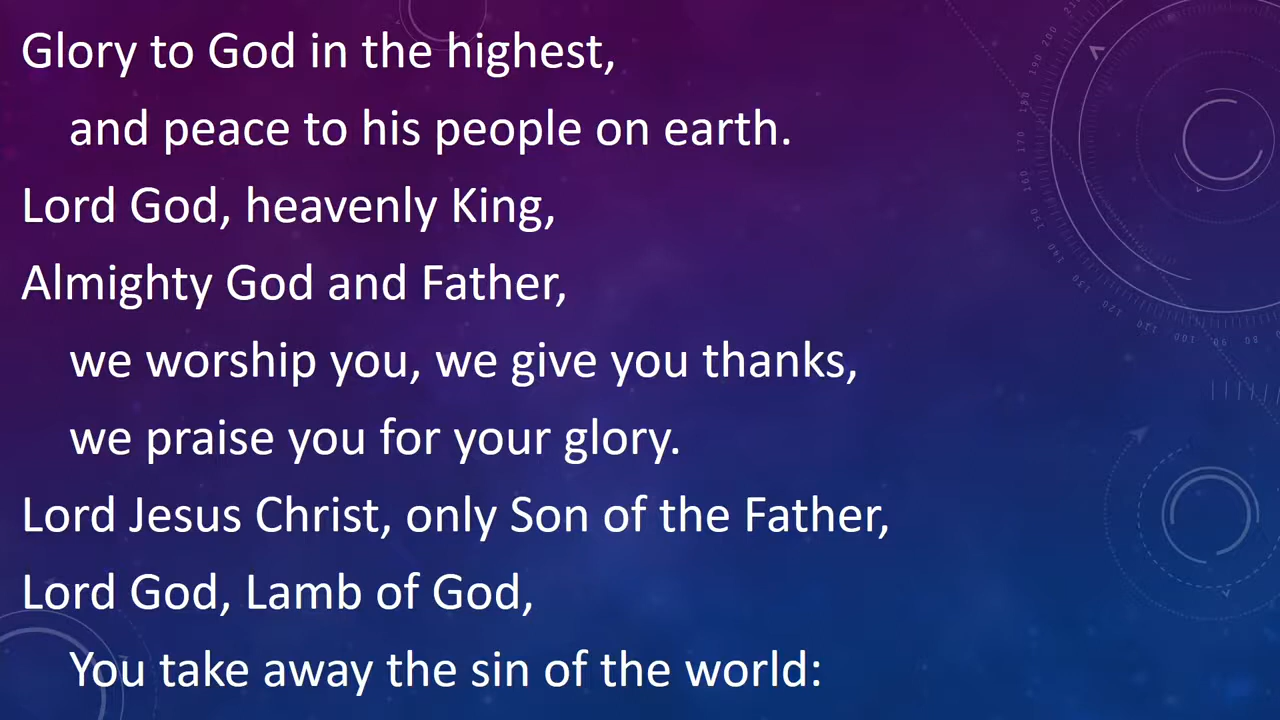 Glory to God in the highest,
and peace to his people on earth.
Lord God, heavenly King,
Almighty God and Father,
we worship you, we give you thanks,
we praise you for your glory.
Lord Jesus Christ, only Son of the Father,
Lord God, Lamb of God,
You take away the sin of the world: